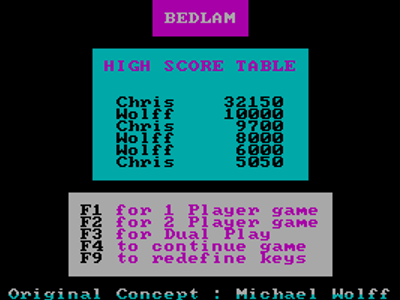 BEDLAM
HIGH SCORE TABLE
Chris 32150
Wolff 10000
Chris 9700
Wolff 8000
Wolff 6000
Chris 5050
F1 for 1 Player game
F2 for 2 Player game
F3 for Dual Play
F4 to continue game
F9 to redefine keys
Original Concept : Michael Wolff